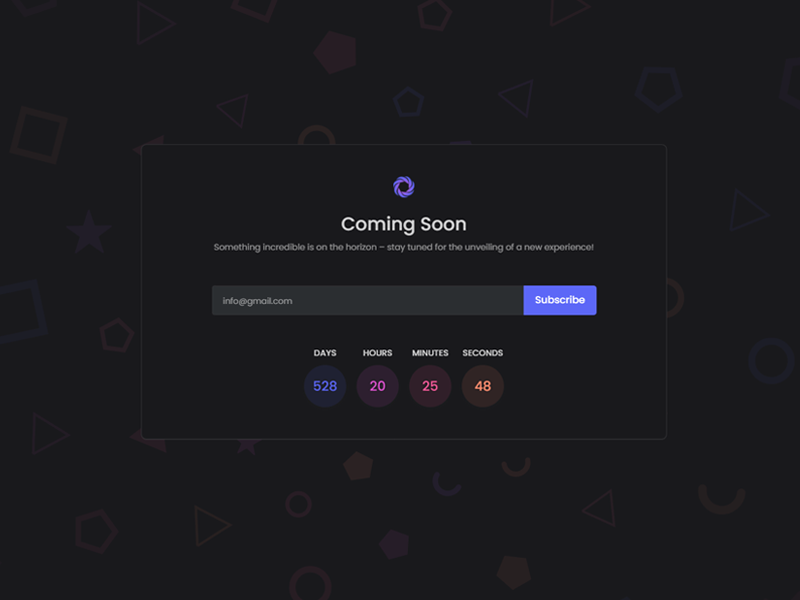 Coming Soon
Something incredible is on the horizon – stay tuned for the unveiling of a new experience!
info@gmail.com Subscribe
DAYS HOURS MINUTES SECONDS
528 20 25 48